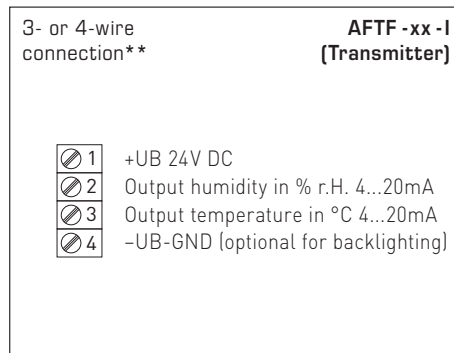 3- or 4-wire
connection**
AFTF -xx -I
(Transmitter)
1 +UB 24V DC
2 Output humidity in % r.H. 4...20mA
3 Output temperature in °C 4...20mA
4 –UB-GND (optional for backlighting)